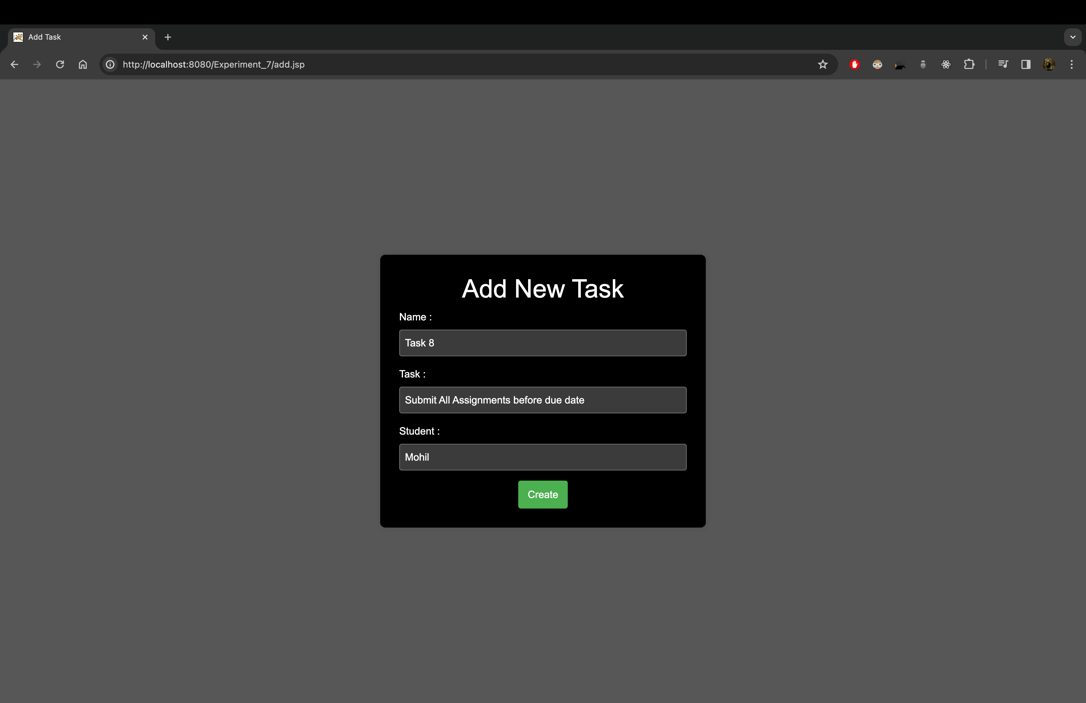 Add Task
http://localhost:8080/Experiment_7/add.jsp
Add New Task
Name :
Task 8
Task :
Submit All Assignments before due date
Student :
Mohil
Create